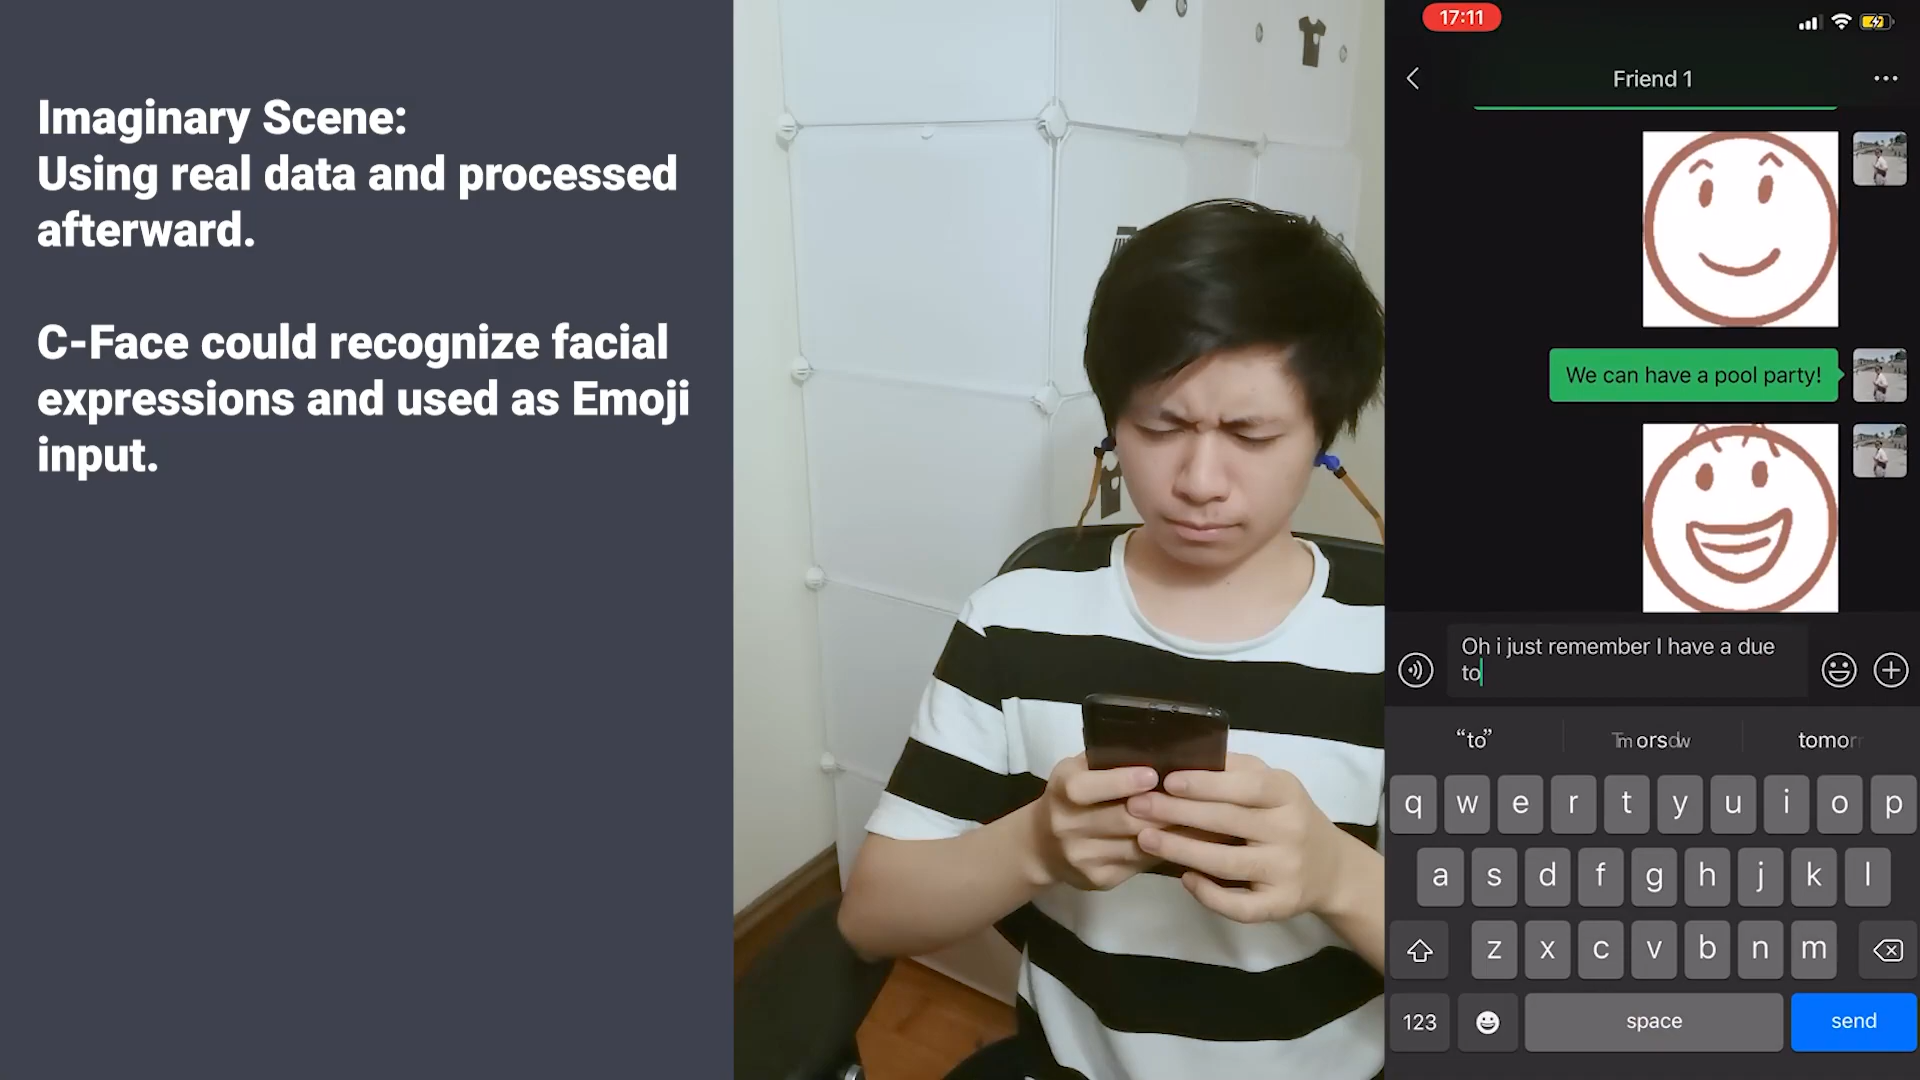 Imaginary Scene:
Using real data and processed
afterward.
C-Face could recognize facial
expressions and used as Emoji
input.
17:11
Friend 1
We can have a pool party!
Oh i just remember I have a due
to
“to”
tomor
q w e r t y u i o p
a s d f g h j k l
z x c v b n m
123
space
send